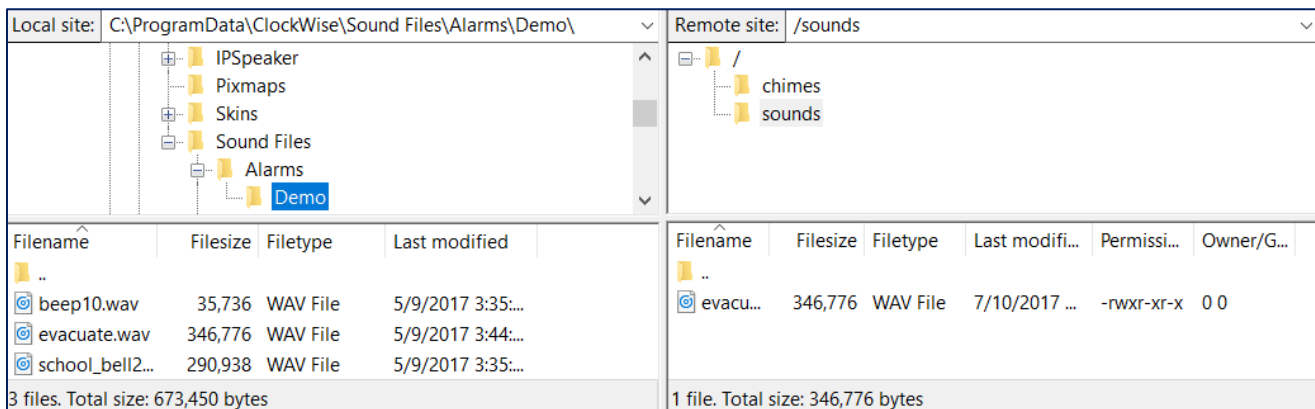 Local site: C:\ProgramData\ClockWise\Sound Files\Alarms\Demo\
IPSpeaker
Pixmaps
Skins
Sound Files
Alarms
Demo
Filename Filesize Filetype Last modified
..
beep10.wav 35,736 WAV File 5/9/2017 3:35:...
evacuate.wav 346,776 WAV File 5/9/2017 3:44:...
school_bell2... 290,938 WAV File 5/9/2017 3:35:...
3 files. Total size: 673,450 bytes
Remote site: /sounds
/
chimes
sounds
Filename Filesize Filetype Last modifi... Permissi... Owner/G...
..
evacu... 346,776 WAV File 7/10/2017 ... -rwxr-xr-x 0 0
1 file. Total size: 346,776 bytes